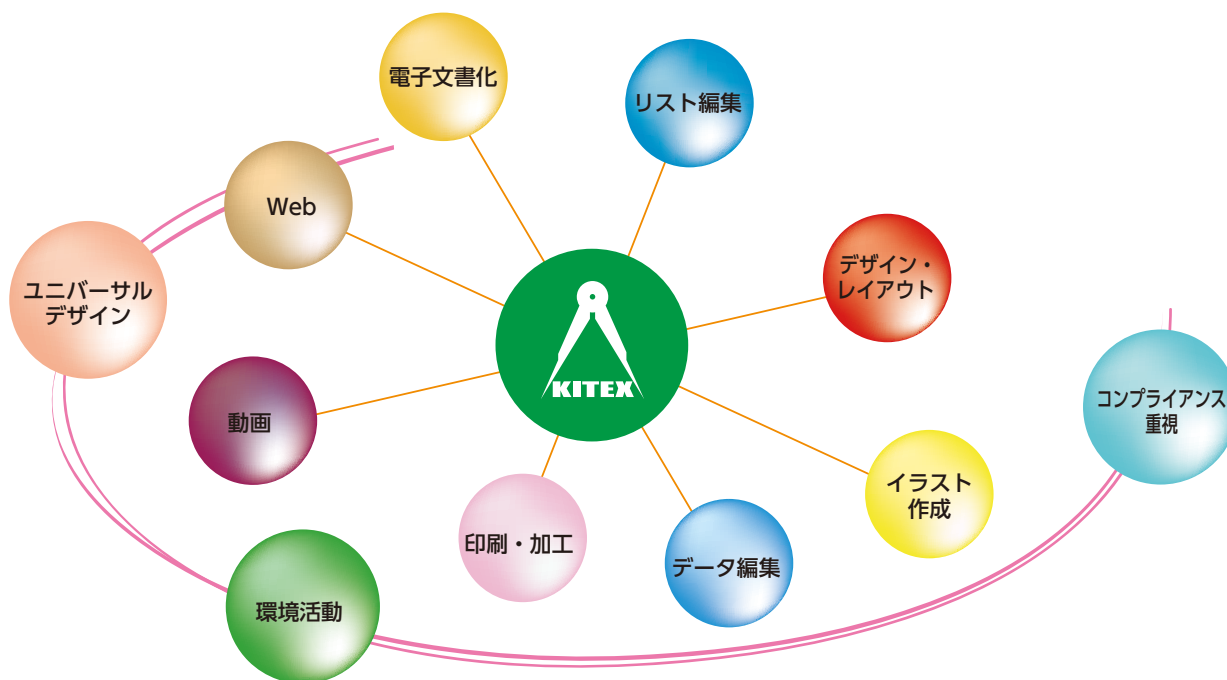 電子文書化
リスト編集
Web
デザイン・
レイアウト
ユニバーサル
デザイン
KITEX
コンプライアンス
重視
動画
イラスト
作成
印刷・加工
データ編集
環境活動